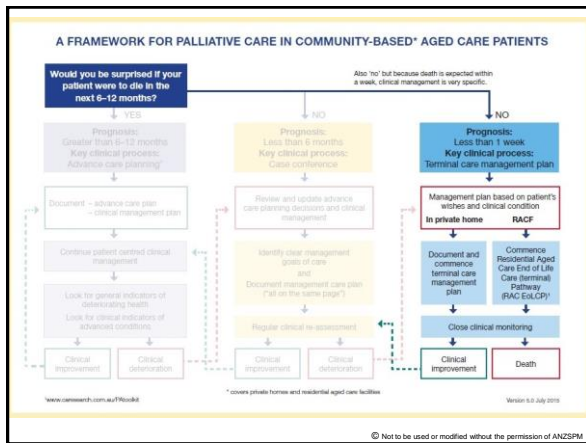 A FRAMEWORK FOR PALLIATIVE CARE IN COMMUNITY-BASED* AGED CARE PATIENTS
Would you be surprised if your
patient were to die in the
next 6–12 months?
Also 'no' but because death is expected within
a week, clinical management is very specific.
YES
Prognosis:
Greater than 6–12 months
Key clinical process:
Advance care planning*
Document – advance care plan
– clinical management plan
Continue patient centred clinical
management
Look for general indicators of
deteriorating health
Look for clinical indicators of
advanced conditions
Clinical
improvement
Clinical
deterioration
NO
Prognosis:
Less than 6 months
Key clinical process:
Case conference
Review and update advance
care-planning decisions and clinical
management
Identify clear management
goals of care
and
Document management care plan
("all on the same page")
Regular clinical re-assessment
Clinical
improvement
Clinical
deterioration
NO
Prognosis:
Less than 1 week
Key clinical process:
Terminal care management plan
Management plan based on patient's
wishes and clinical condition
In private home RACF
Document and
commence
terminal care
management
plan
Commence
Residential Aged
Care End of Life
Care (terminal)
Pathway
(RAC EoLCP)
Close clinical monitoring
Clinical
improvement
Death
* covers private homes and residential aged care facilities
www.caresearch.com.au/PAtoolkit
Version 5.0 July 2013
© Not to be used or modified without the permission of ANZSPM